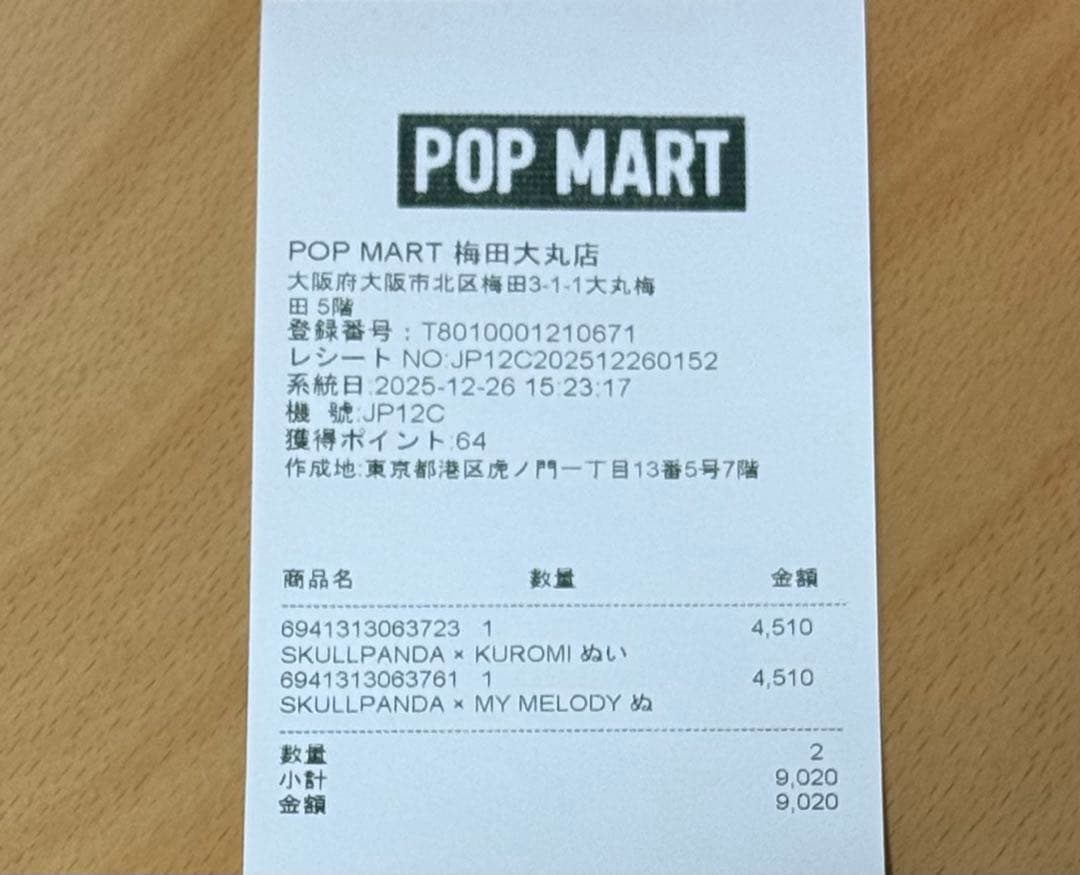 POP MART
POP MART 梅田大丸店
大阪府大阪市北区梅田3-1-1大丸梅
田 5階
登録番号：T8010001210671
レシート NO:JP12C202512260152
系統日:2025-12-26 15:23:17
機 號:JP12C
獲得ポイント:64
作成地:東京都港区虎ノ門一丁目13番5号7階
商品名 數量 金額
6941313063723 1 4,510
SKULLPANDA × KUROMI ぬい
6941313063761 1 4,510
SKULLPANDA × MY MELODY ぬ
數量 2
小計 9,020
金額 9,020